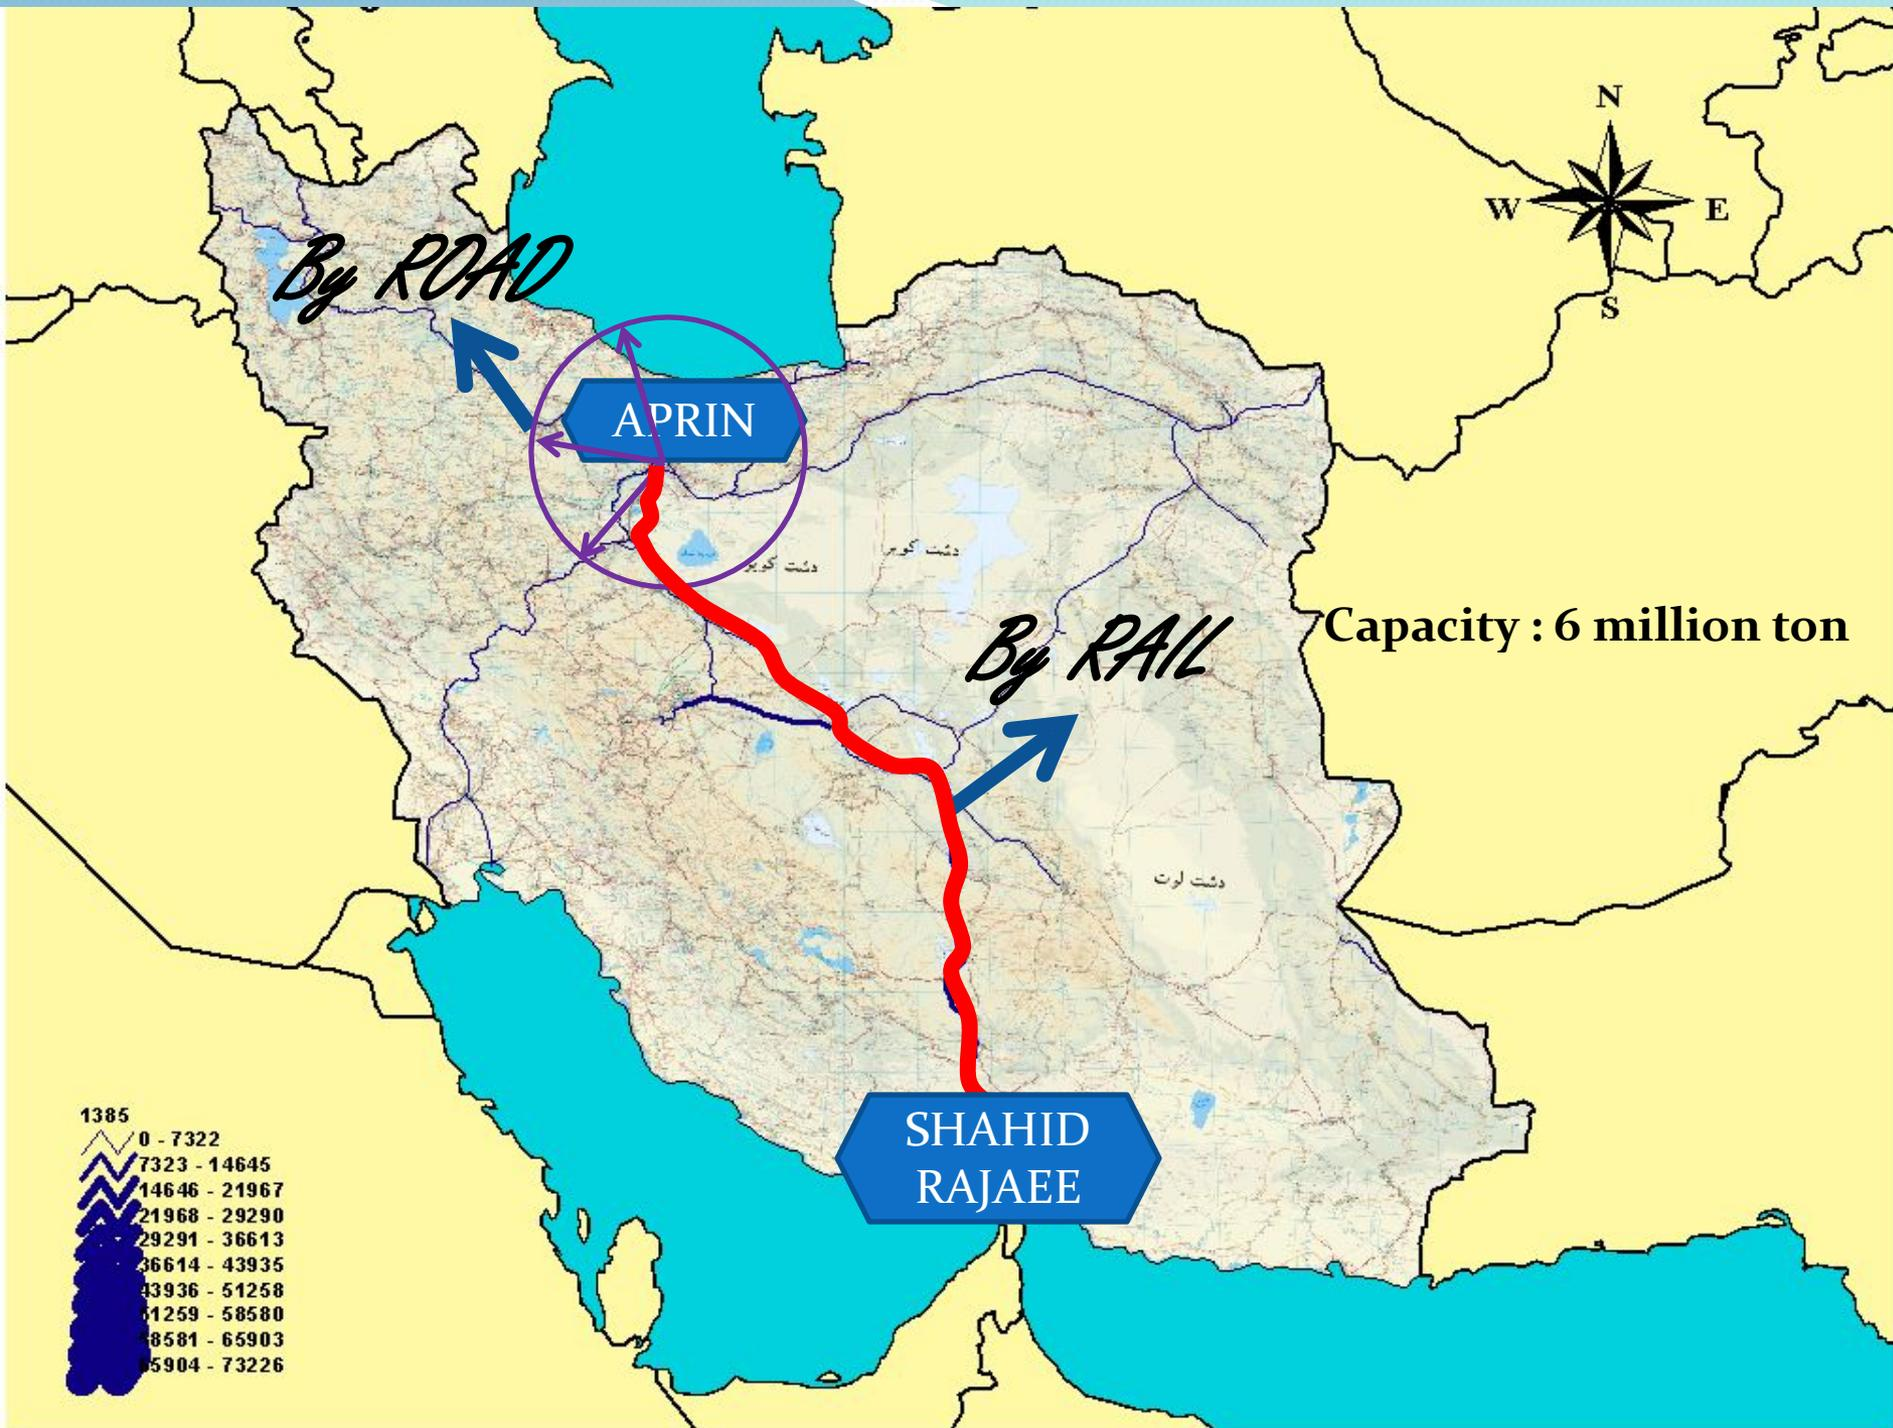 N
W
E
S
By ROAD
APRIN
دشت کویر
دشت کویر
By RAIL
Capacity : 6 million ton
دشت لوت
SHAHID
RAJAEE
1385
0 - 7322
7323 - 14645
14646 - 21967
21968 - 29290
29291 - 36613
36614 - 43935
43936 - 51258
51259 - 58580
58581 - 65903
65904 - 73226